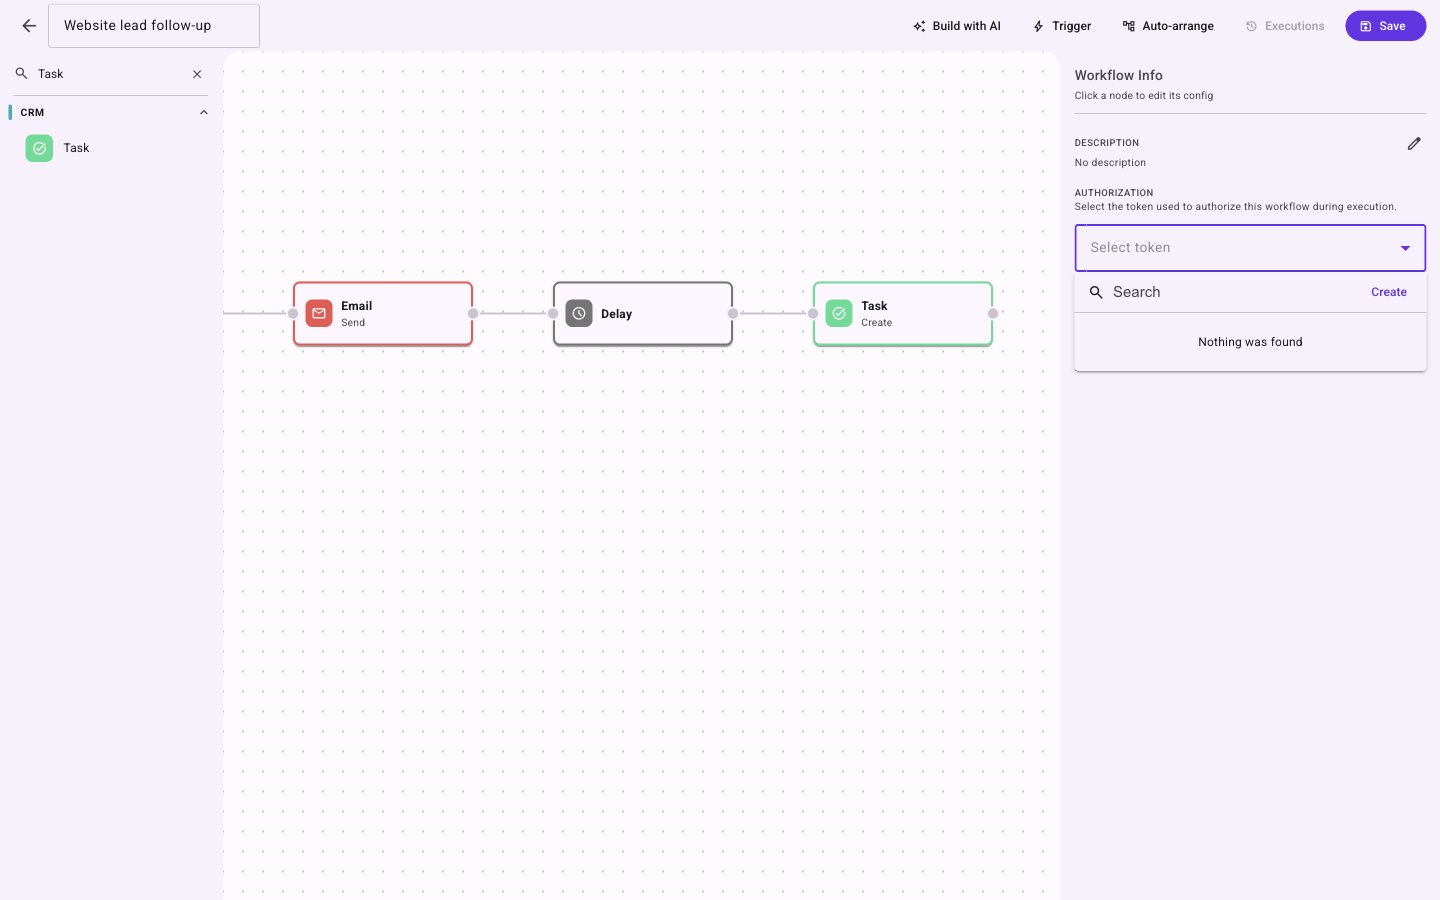 Website lead follow-up
Build with AI
Trigger
Auto-arrange
Executions
Save
Task
CRM
Task
Email
Send
Delay
Task
Create
Workflow Info
Click a node to edit its config
DESCRIPTION
No description
AUTHORIZATION
Select the token used to authorize this workflow during execution.
Select token
Search
Create
Nothing was found